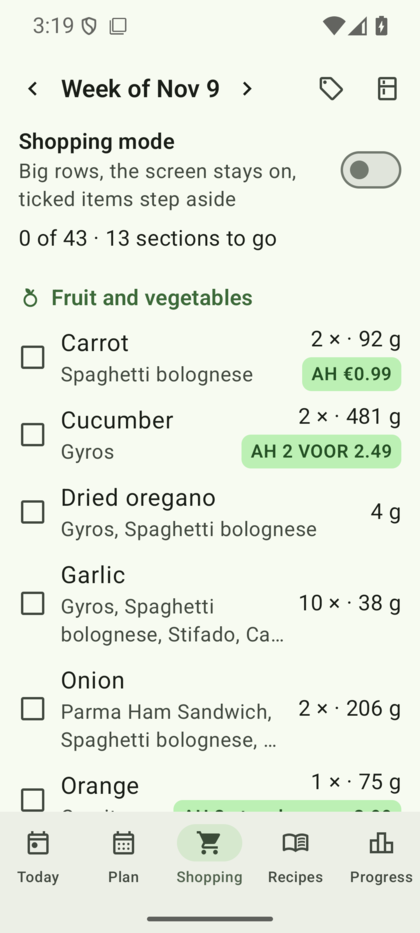 3:19
Week of Nov 9
Shopping mode
Big rows, the screen stays on,
ticked items step aside
0 of 43 · 13 sections to go
Fruit and vegetables
Carrot
2 × · 92 g
Spaghetti bolognese
AH €0.99
Cucumber
2 × · 481 g
Gyros
AH 2 VOOR 2.49
Dried oregano
Gyros, Spaghetti bolognese
4 g
Garlic
Gyros, Spaghetti
bolognese, Stifado, Ca…
10 × · 38 g
Onion
Parma Ham Sandwich,
Spaghetti bolognese, …
2 × · 206 g
Orange
1 × · 75 g
Today
Plan
Shopping
Recipes
Progress